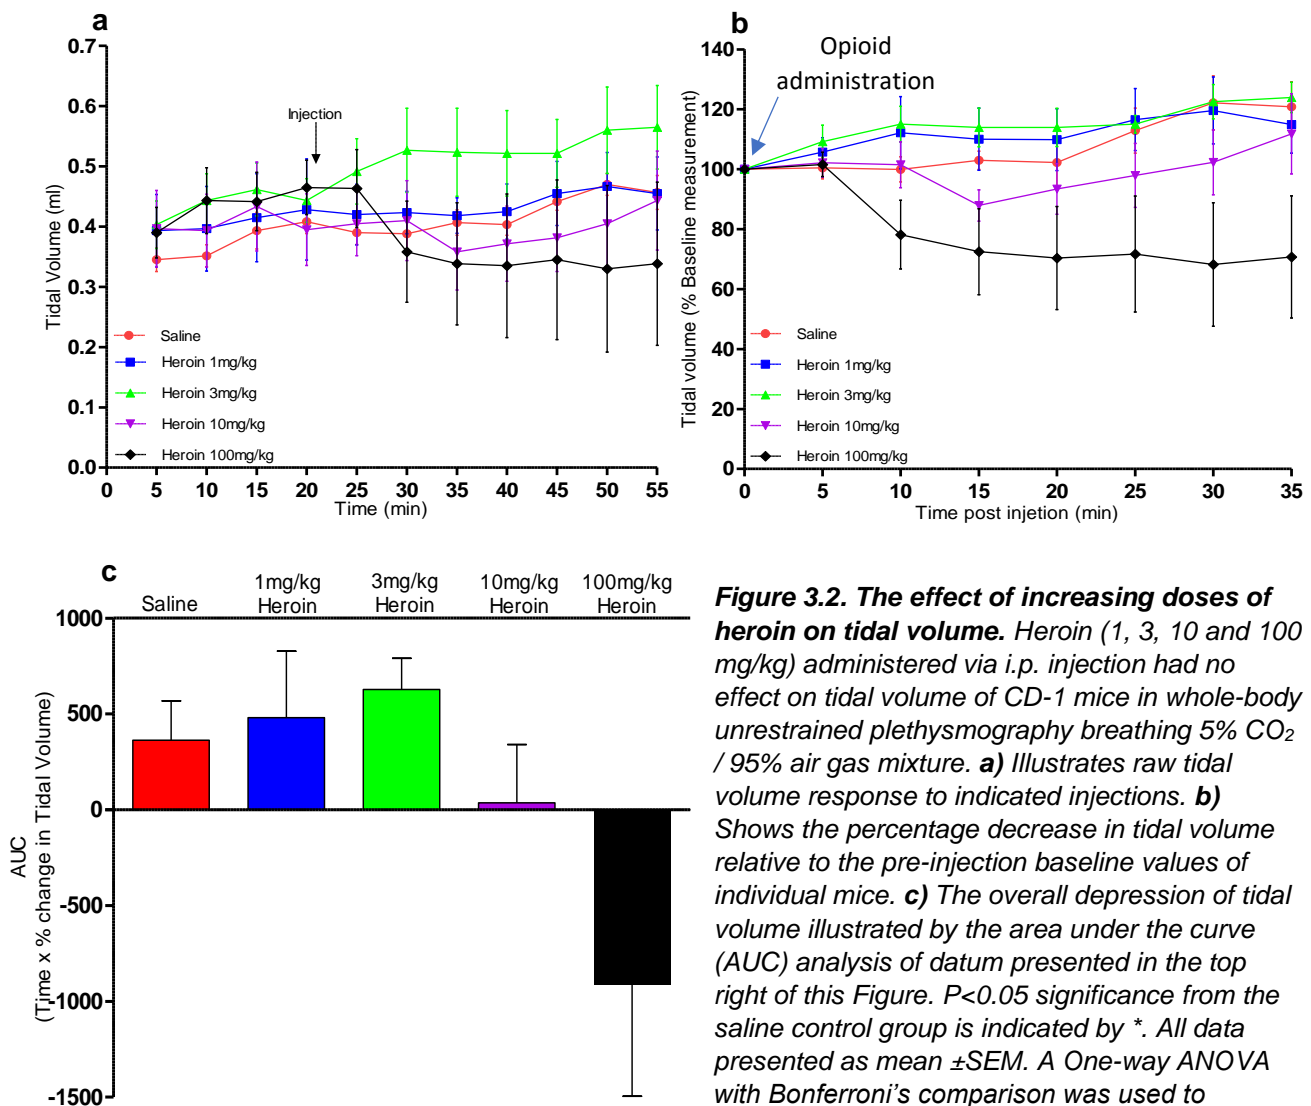 a
0.7
0.6
0.5
0.4
0.3
0.2
0.1
0.0
Tidal Volume (ml)
Injection
Saline
Heroin 1mg/kg
Heroin 3mg/kg
Heroin 10mg/kg
Heroin 100mg/kg
0 5 10 15 20 25 30 35 40 45 50 55
Time (min)
b
140
120
100
80
60
40
20
0
Tidal volume (% Baseline measurement)
Opioid
administration
Saline
Heroin 1mg/kg
Heroin 3mg/kg
Heroin 10mg/kg
Heroin 100mg/kg
0 5 10 15 20 25 30 35
Time post injetion (min)
c
Saline
1mg/kg
Heroin
3mg/kg
Heroin
10mg/kg
Heroin
100mg/kg
Heroin
1000
500
0
-500
-1000
-1500
AUC
(Time x % change in Tidal Volume)
Figure 3.2. The effect of increasing doses of
heroin on tidal volume. Heroin (1, 3, 10 and 100
mg/kg) administered via i.p. injection had no
effect on tidal volume of CD-1 mice in whole-body
unrestrained plethysmography breathing 5% CO₂
/ 95% air gas mixture. a) Illustrates raw tidal
volume response to indicated injections. b)
Shows the percentage decrease in tidal volume
relative to the pre-injection baseline values of
individual mice. c) The overall depression of tidal
volume illustrated by the area under the curve
(AUC) analysis of datum presented in the top
right of this Figure. P<0.05 significance from the
saline control group is indicated by *. All data
presented as mean ±SEM. A One-way ANOVA
with Bonferroni’s comparison was used to